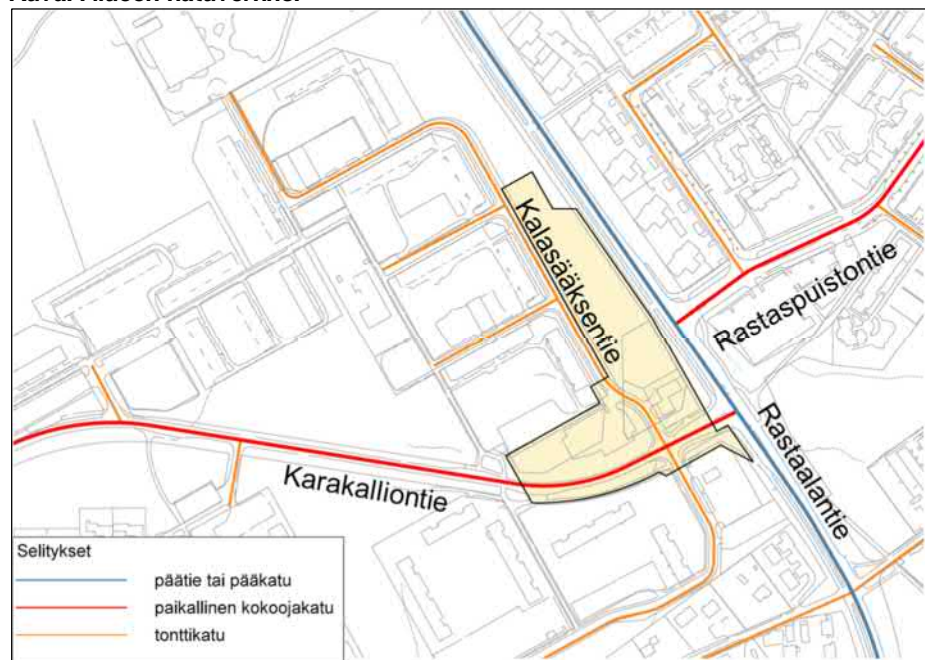 Kalasääksentie
Rastaspuistontie
Rastaalantie
Karakalliontie
Selitykset
päätie tai pääkatu
paikallinen kokoojakatu
tonttikatu